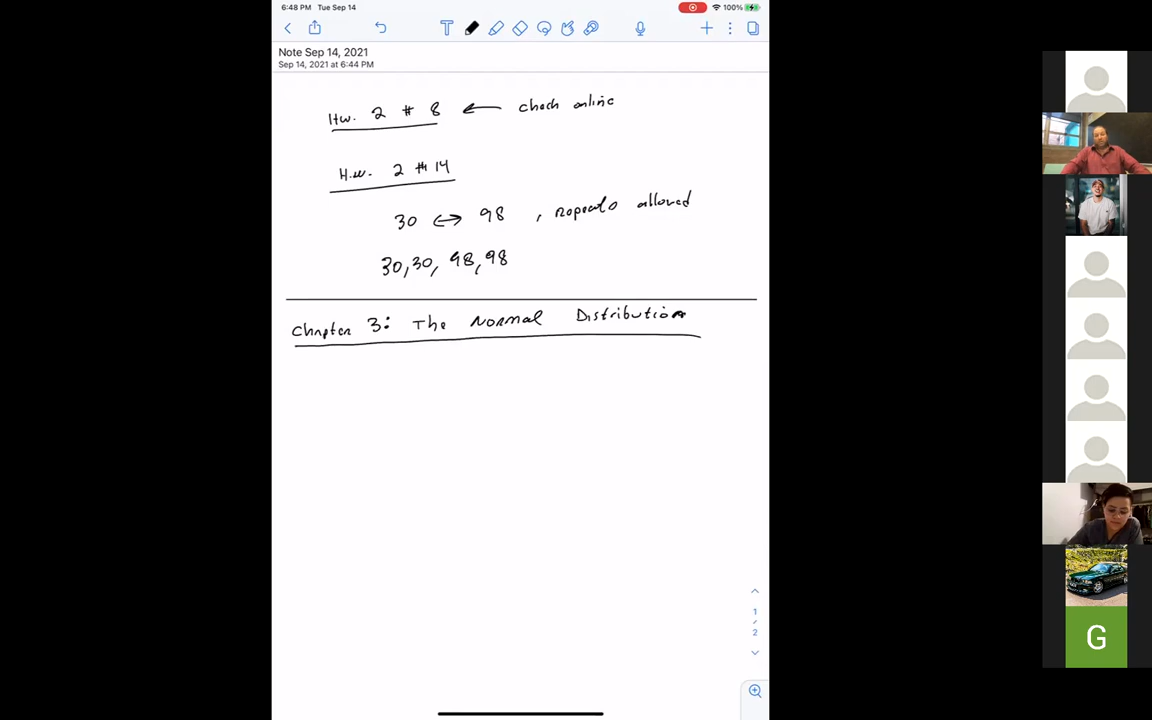 6:48 PM Tue Sep 14
100%
Note Sep 14, 2021
Sep 14, 2021 at 6:44 PM
Hw. 2 # 8 ← check online
H.w. 2 #14
30 ↔ 98 , repeats allowed
30,30, 98,98
Chapter 3: The Normal Distribution
1
2
G